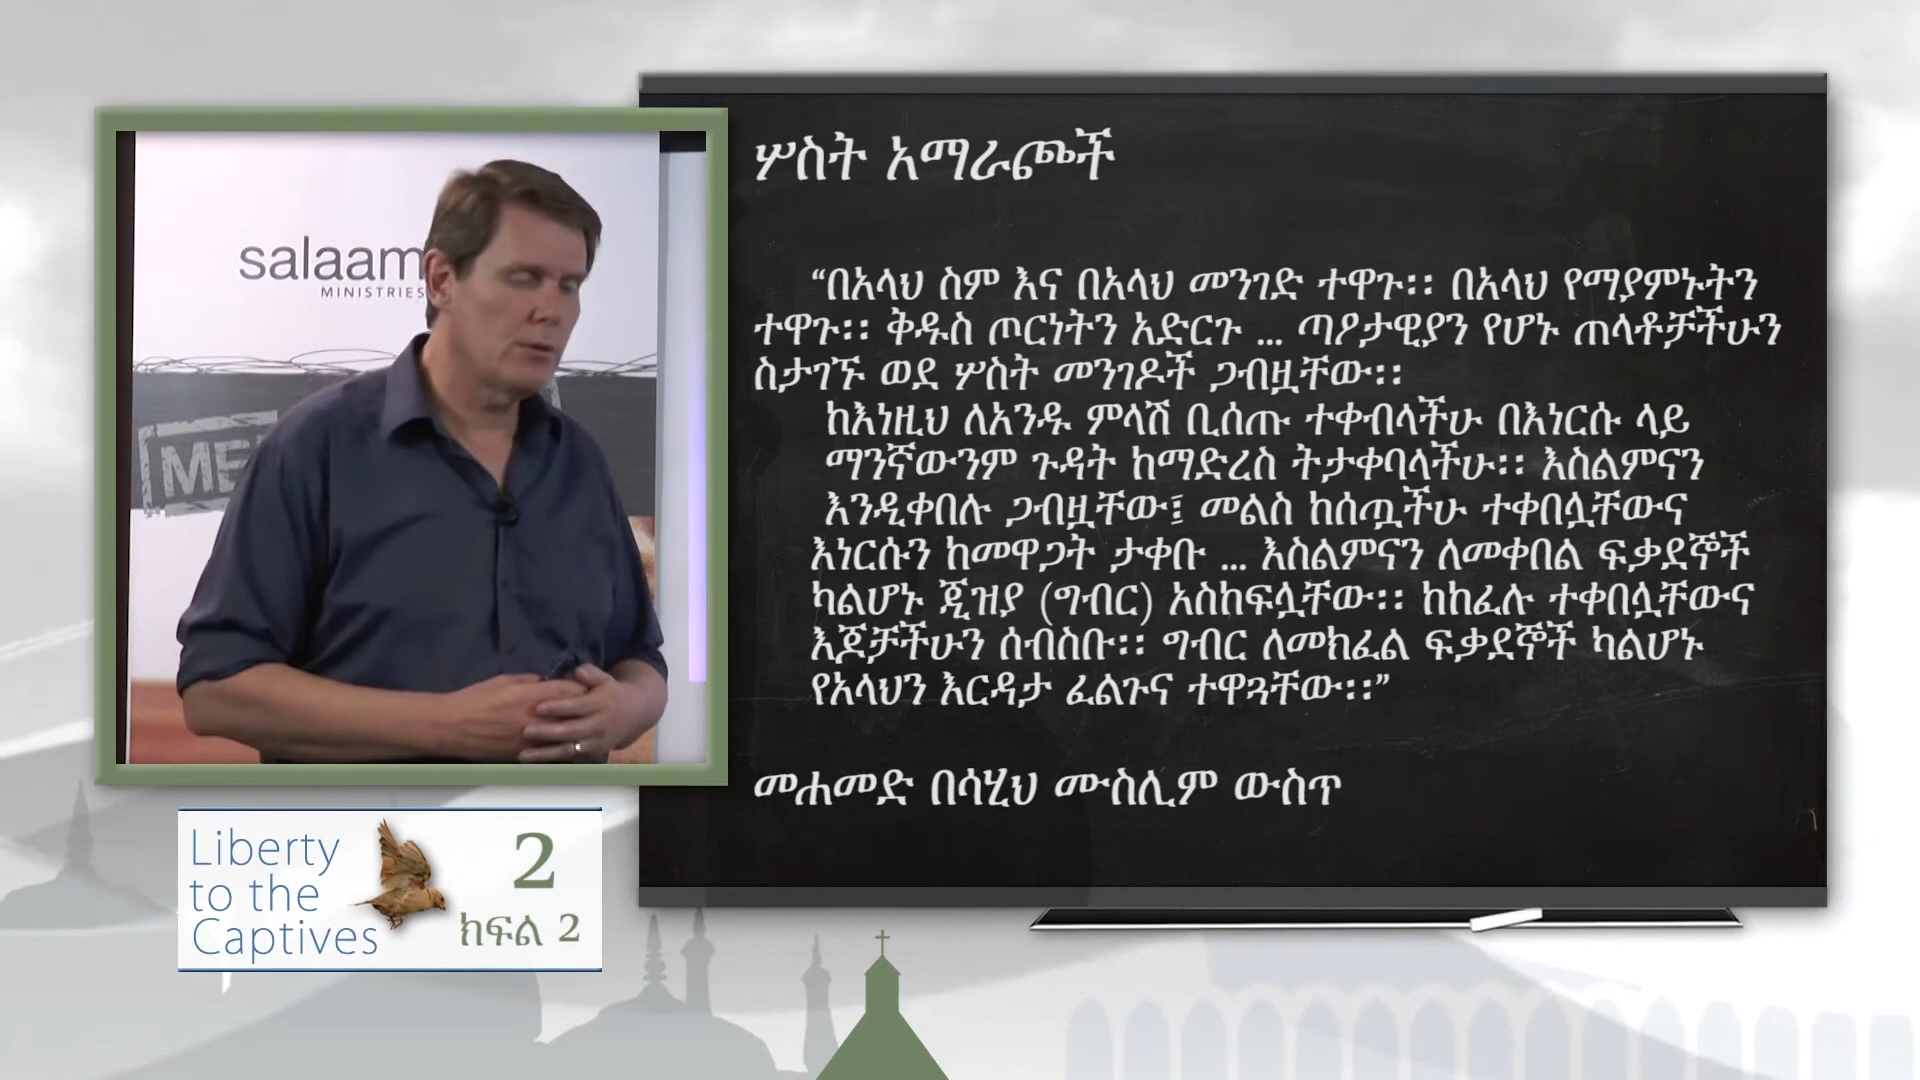 salaam
MINISTRIES
ME
ሦስት አማራጮች
“በአላህ ስም እና በአላህ መንገድ ተዋጉ፡፡ በአላህ የማያምኑትን
ተዋጉ፡፡ ቅዱስ ጦርነትን አድርጉ ... ጣዖታዊያን የሆኑ ጠላቶቻችሁን
ስታገኙ ወደ ሦስት መንገዶች ጋብዟቸው፡፡
ከእነዚህ ለአንዱ ምላሽ ቢሰጡ ተቀብላችሁ በእነርሱ ላይ
ማንኛውንም ጉዳት ከማድረስ ትታቀባላችሁ፡፡ እስልምናን
እንዲቀበሉ ጋብዟቸው፤ መልስ ከሰጧችሁ ተቀበሏቸውና
እነርሱን ከመዋጋት ታቀቡ ... እስልምናን ለመቀበል ፍቃደኞች
ካልሆኑ ጂዝያ (ግብር) አስከፍሏቸው፡፡ ከከፈሉ ተቀበሏቸውና
እጆቻችሁን ሰብስቡ፡፡ ግብር ለመክፈል ፍቃደኞች ካልሆኑ
የአላህን እርዳታ ፈልጉና ተዋጓቸው፡፡”
መሐመድ በሳሂህ ሙስሊም ውስጥ
Liberty
to the
Captives
2
ክፍል 2